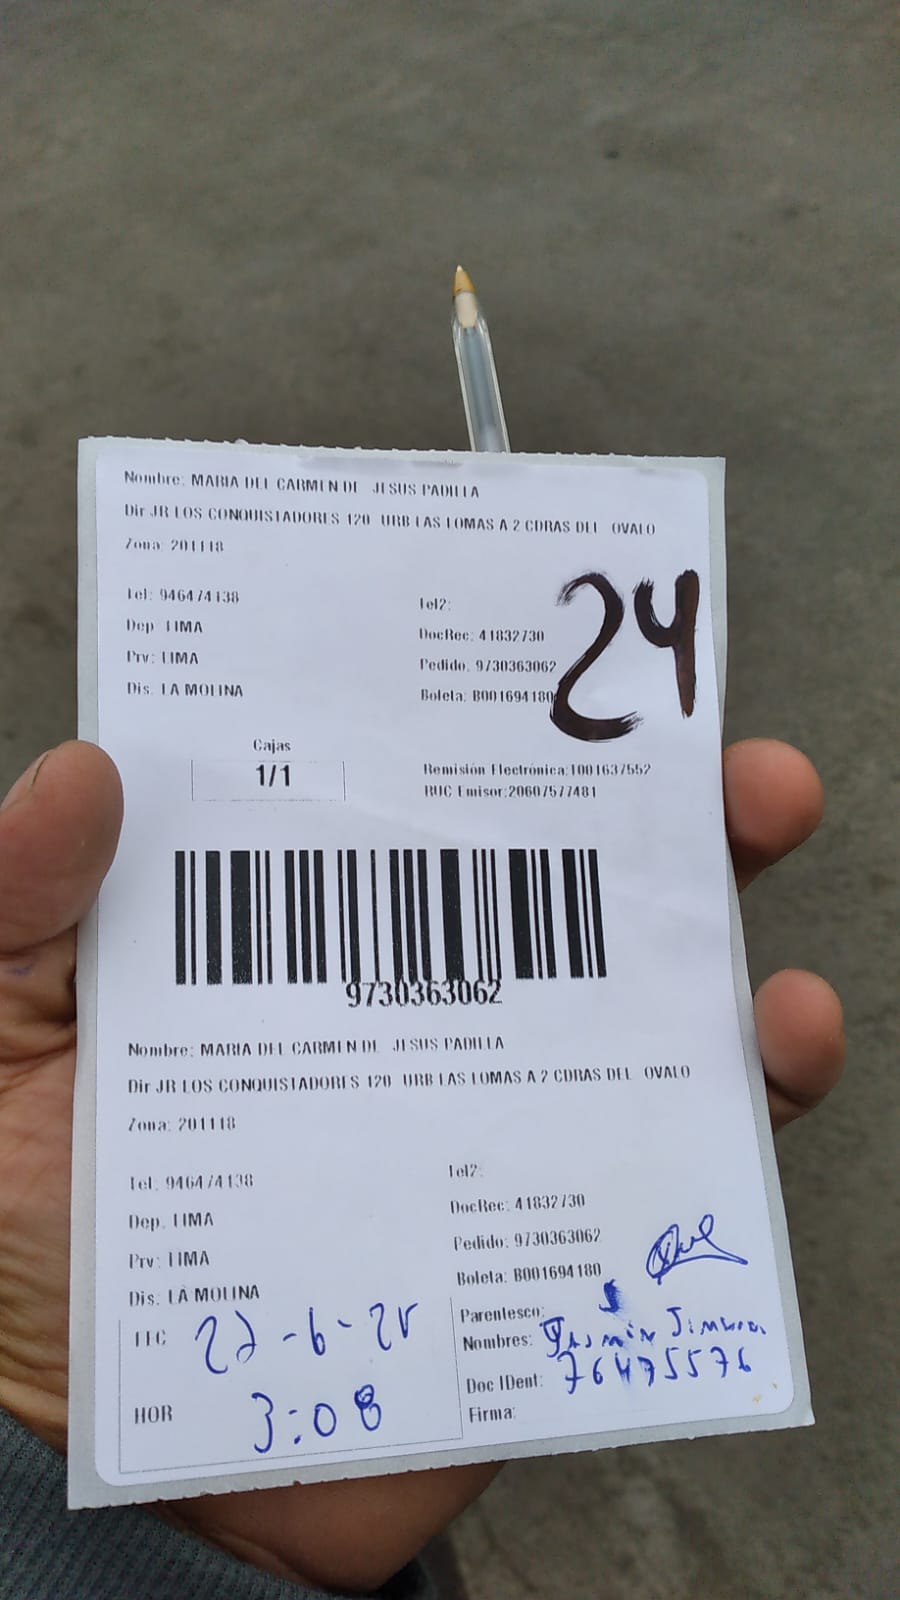 Nombre: MARIA DEL CARMEN DE JESUS PADILLA
Dir JR LOS CONQUISTADORES 120 URB LAS LOMAS A 2 CDRAS DEL OVALO
Zona: 201118
Tel: 946474138 Tel2:
Dep. LIMA DocRec: 41832730
Prv: LIMA Pedido: 9730363062
Dis. LA MOLINA Boleta: B001694180
24
Cajas
1/1
Remisión Electrónica:1001637552
RUC Emisor:20607577481
9730363062
Nombre: MARIA DEL CARMEN DE JESUS PADILLA
Dir JR LOS CONQUISTADORES 120 URB LAS LOMAS A 2 CDRAS DEL OVALO
Zona: 201118
Tel: 946474138 Tel2:
Dep. LIMA DocRec: 41832730
Prv: LIMA Pedido: 9730363062
Dis: LA MOLINA Boleta: B001694180
Parentesco:
FEC
Nombres:
Doc IDent: 76475576
HOR 3:08
Firma: